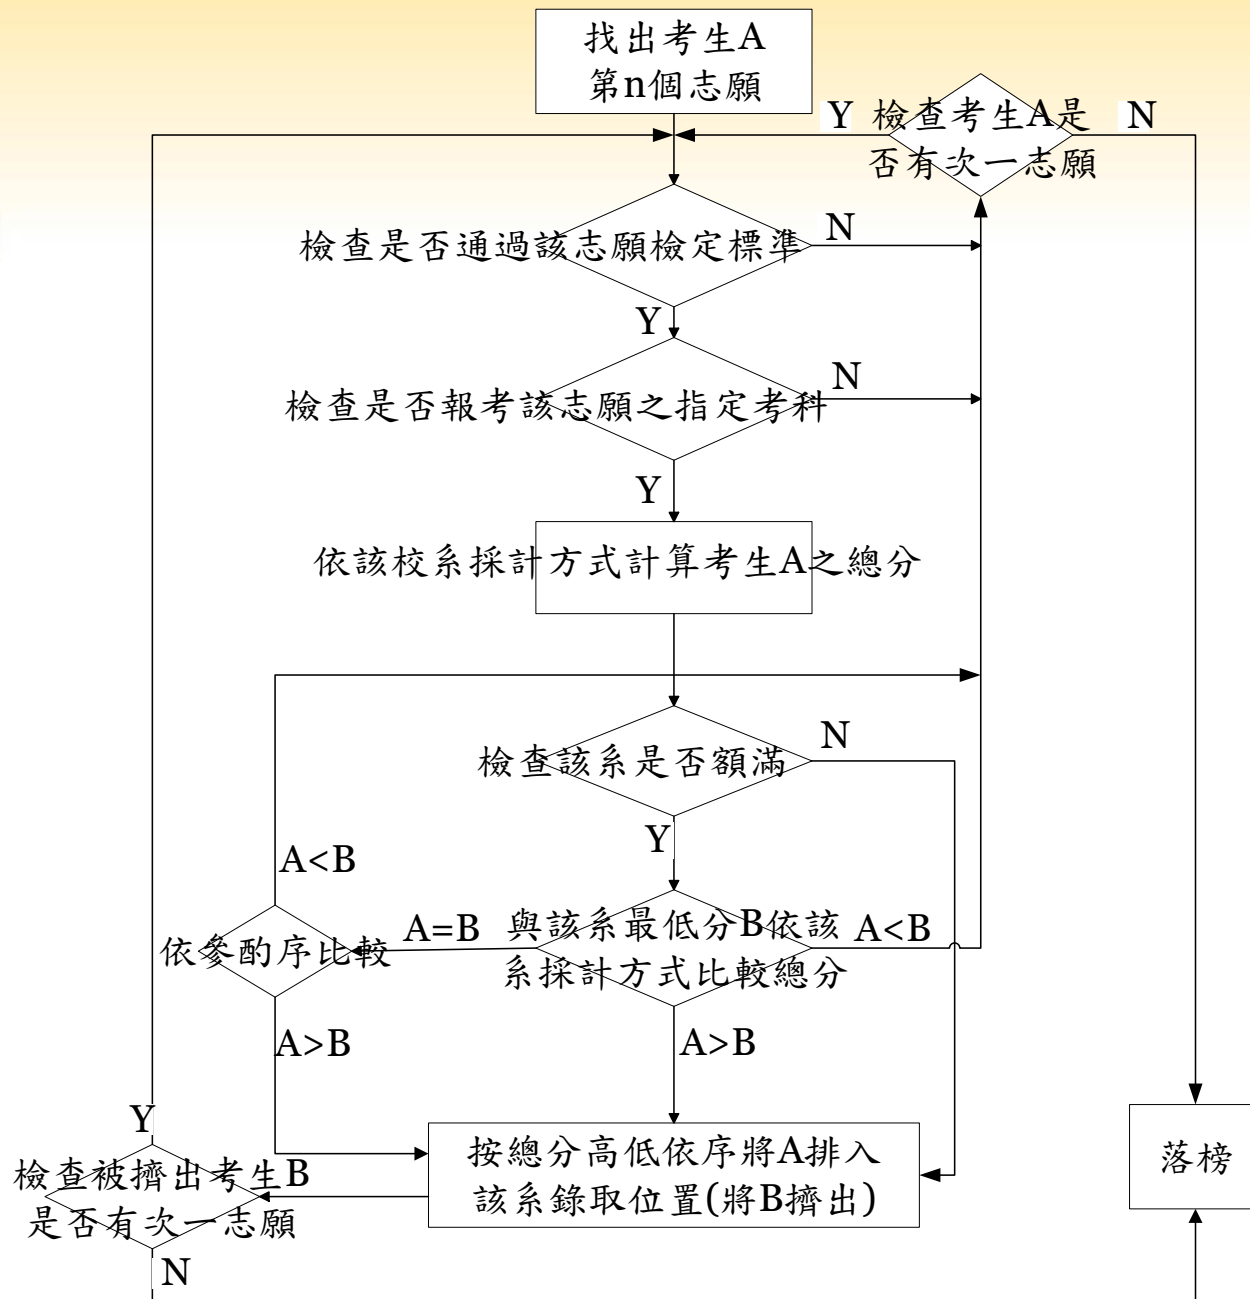 找出考生A
第n個志願
Y
檢查考生A是
否有次一志願
N
檢查是否通過該志願檢定標準
N
Y
檢查是否報考該志願之指定考科
N
Y
依該校系採計方式計算考生A之總分
檢查該系是否額滿
N
Y
A<B
依參酌序比較
A=B
與該系最低分B依該
系採計方式比較總分
A<B
A>B
A>B
Y
檢查被擠出考生B
是否有次一志願
N
按總分高低依序將A排入
該系錄取位置(將B擠出)
落榜